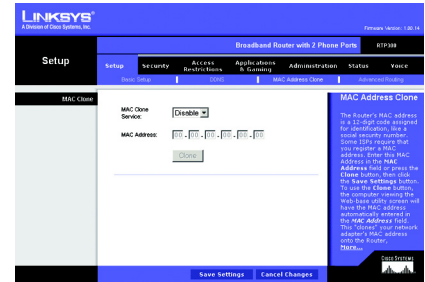 LINKSYS®
A Division of Cisco Systems, Inc.
Firmware Version: 1.00.14
Broadband Router with 2 Phone Ports
RTP300
Setup
Setup
Security
Access Restrictions
Applications & Gaming
Administration
Status
Voice
Basic Setup
DDNS
MAC Address Clone
Advanced Routing
MAC Clone
MAC Clone Service:
Disable
MAC Address:
00 . 00 . 00 . 00 . 00 . 00
Clone
MAC Address Clone
The Router's MAC address
is a 12-digit code assigned
for identification, like a
social security number.
Some ISPs require that
you register a MAC
address. Enter this MAC
Address in the MAC
Address field or press the
Clone button, then click
the Save Settings button.
To use the Clone button,
the computer viewing the
Web-base utility screen will
have the MAC address
automatically entered in
the MAC Address field.
This "clones" your network
adapter's MAC address
onto the Router.
More...
Save Settings
Cancel Changes
CISCO SYSTEMS